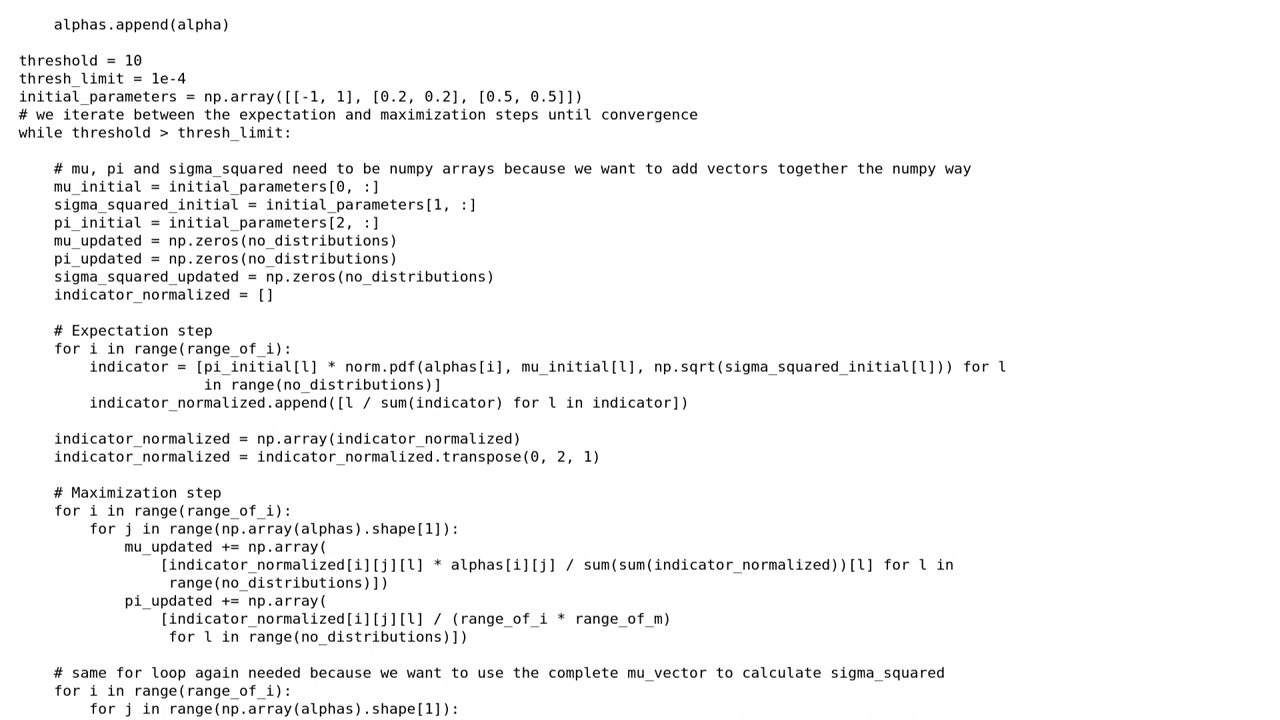 alphas.append(alpha)
threshold = 10
thresh_limit = 1e-4
initial_parameters = np.array([[-1, 1], [0.2, 0.2], [0.5, 0.5]])
# we iterate between the expectation and maximization steps until convergence
while threshold > thresh_limit:
# mu, pi and sigma_squared need to be numpy arrays because we want to add vectors together the numpy way
mu_initial = initial_parameters[0, :]
sigma_squared_initial = initial_parameters[1, :]
pi_initial = initial_parameters[2, :]
mu_updated = np.zeros(no_distributions)
pi_updated = np.zeros(no_distributions)
sigma_squared_updated = np.zeros(no_distributions)
indicator_normalized = []
# Expectation step
for i in range(range_of_i):
indicator = [pi_initial[l] * norm.pdf(alphas[i], mu_initial[l], np.sqrt(sigma_squared_initial[l])) for l
in range(no_distributions)]
indicator_normalized.append([l / sum(indicator) for l in indicator])
indicator_normalized = np.array(indicator_normalized)
indicator_normalized = indicator_normalized.transpose(0, 2, 1)
# Maximization step
for i in range(range_of_i):
for j in range(np.array(alphas).shape[1]):
mu_updated += np.array(
[indicator_normalized[i][j][l] * alphas[i][j] / sum(sum(indicator_normalized))[l] for l in
range(no_distributions)])
pi_updated += np.array(
[indicator_normalized[i][j][l] / (range_of_i * range_of_m)
for l in range(no_distributions)])
# same for loop again needed because we want to use the complete mu_vector to calculate sigma_squared
for i in range(range_of_i):
for j in range(np.array(alphas).shape[1]):